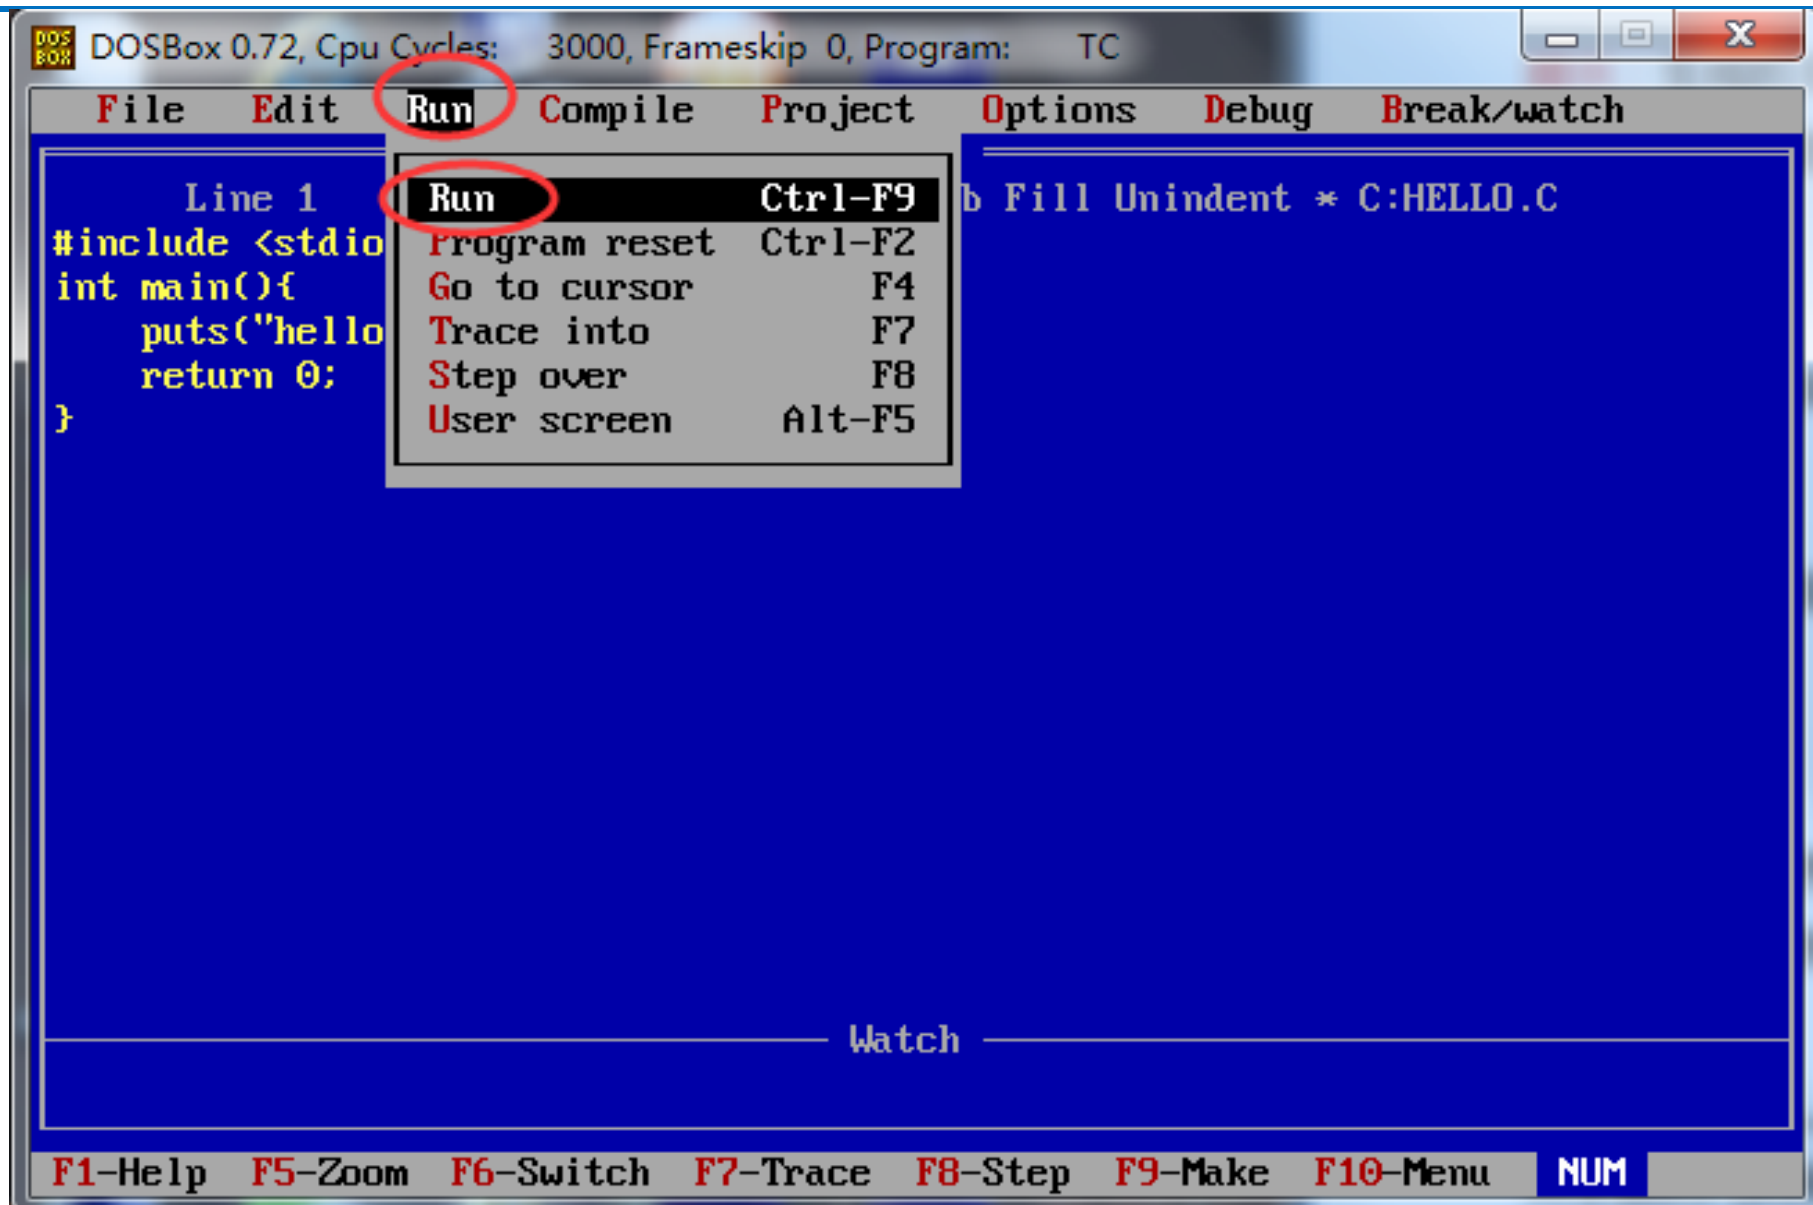 DOS BOX DOSBox 0.72, Cpu Cycles: 3000, Frameskip 0, Program: TC
File Edit Run Compile Project Options Debug Break/watch
Line 1 b Fill Unindent * C:HELLO.C
#include <stdio
int main(){
puts("hello
return 0;
}
Run Ctrl-F9
Program reset Ctrl-F2
Go to cursor F4
Trace into F7
Step over F8
User screen Alt-F5
Watch
F1-Help F5-Zoom F6-Switch F7-Trace F8-Step F9-Make F10-Menu NUM